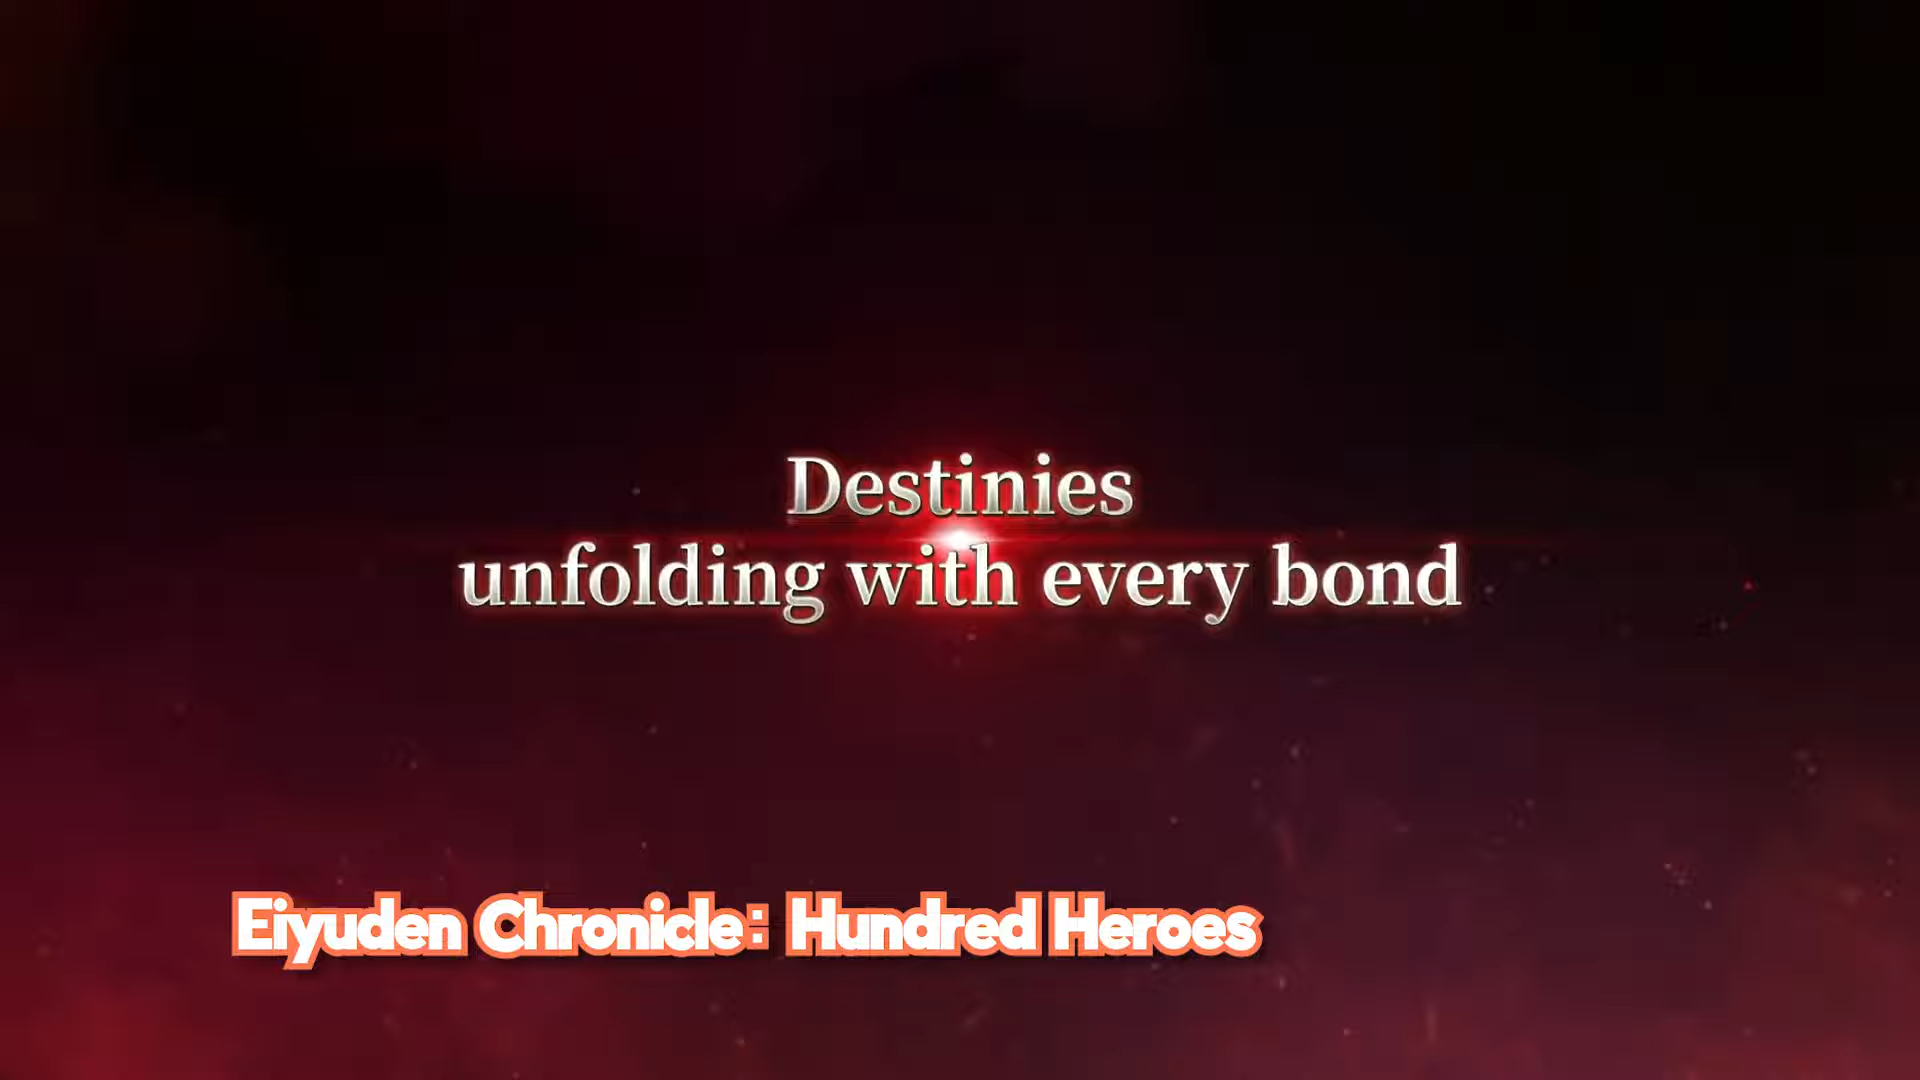 Destinies
unfolding with every bond
Eiyuden Chronicle: Hundred Heroes